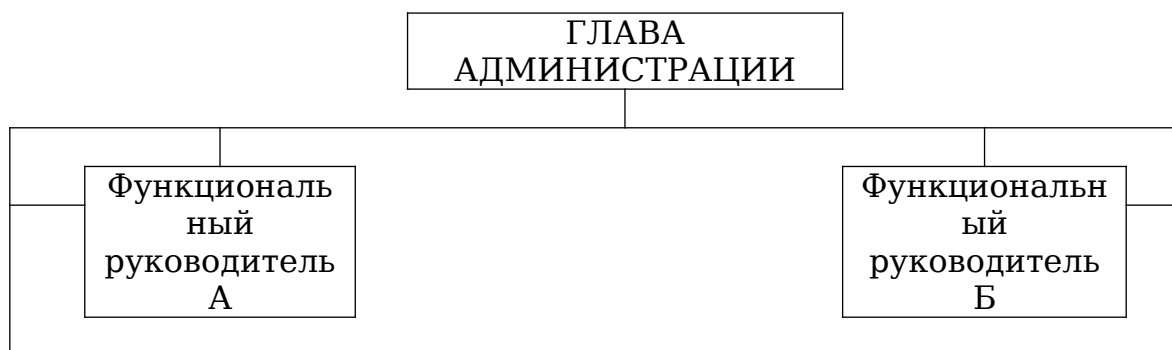 ГЛАВА
АДМИНИСТРАЦИИ
Функциональ
ный
руководитель
А
Функциональн
ый
руководитель
Б